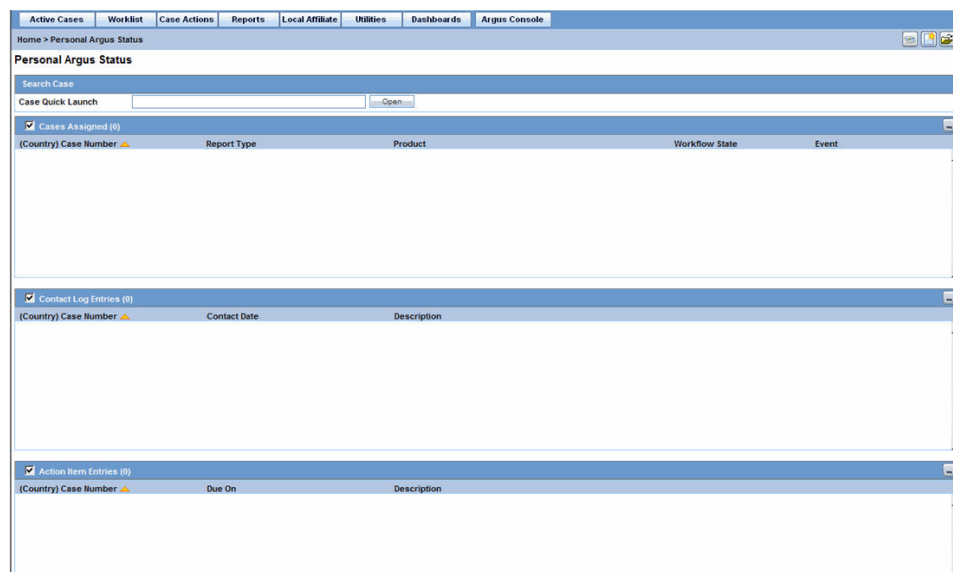 Active Cases Worklist Case Actions Reports Local Affiliate Utilities Dashboards Argus Console
Home > Personal Argus Status
Personal Argus Status
Search Case
Case Quick Launch Open
Cases Assigned (0)
(Country) Case Number Report Type Product Workflow State Event
Contact Log Entries (0)
(Country) Case Number Contact Date Description
Action Item Entries (0)
(Country) Case Number Due On Description